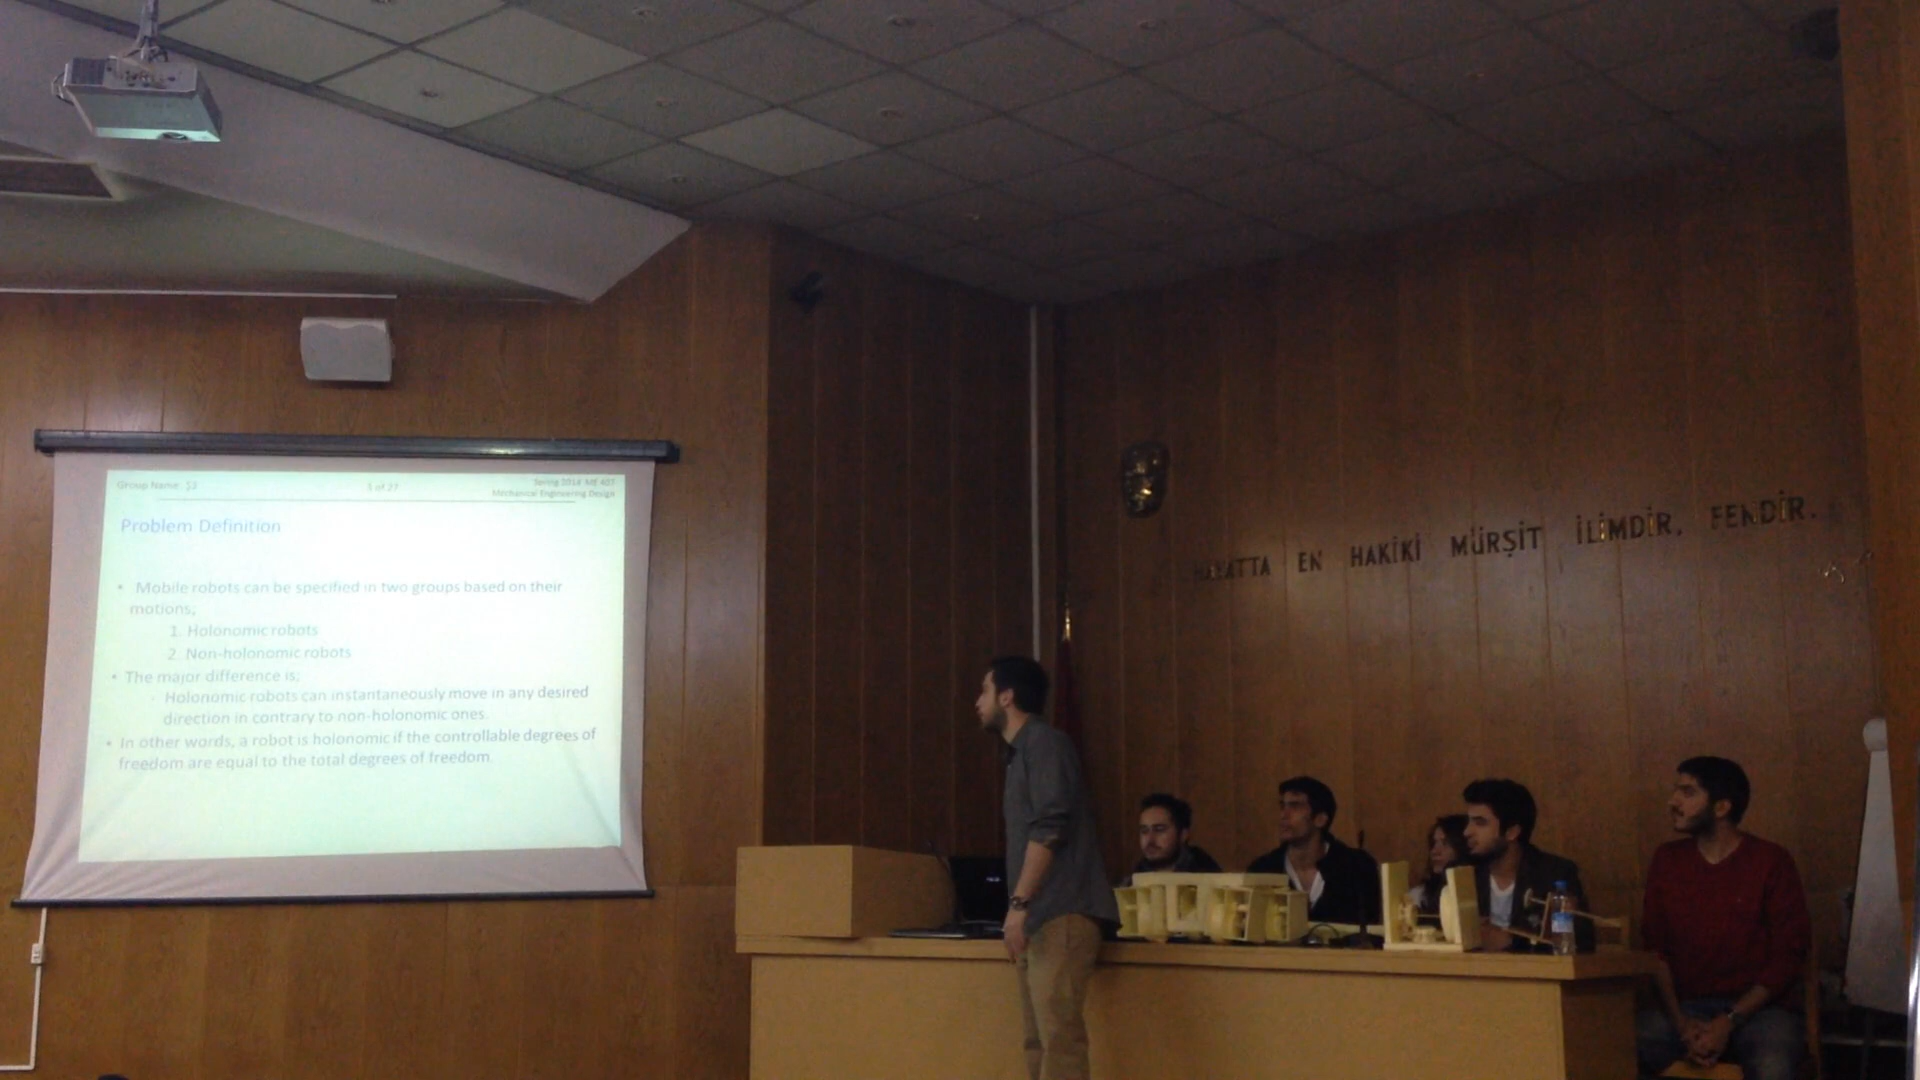 Group Name: S2
3 of 27
Spring 2014 ME 407
Mechanical Engineering Design
Problem Definition
• Mobile robots can be specified in two groups based on their
motions;
1. Holonomic robots
2. Non-holonomic robots
• The major difference is;
- Holonomic robots can instantaneously move in any desired
direction in contrary to non-holonomic ones.
• In other words, a robot is holonomic if the controllable degrees of
freedom are equal to the total degrees of freedom.
HAYATTA EN HAKİKİ MÜRŞİT İLİMDİR, FENDİR.